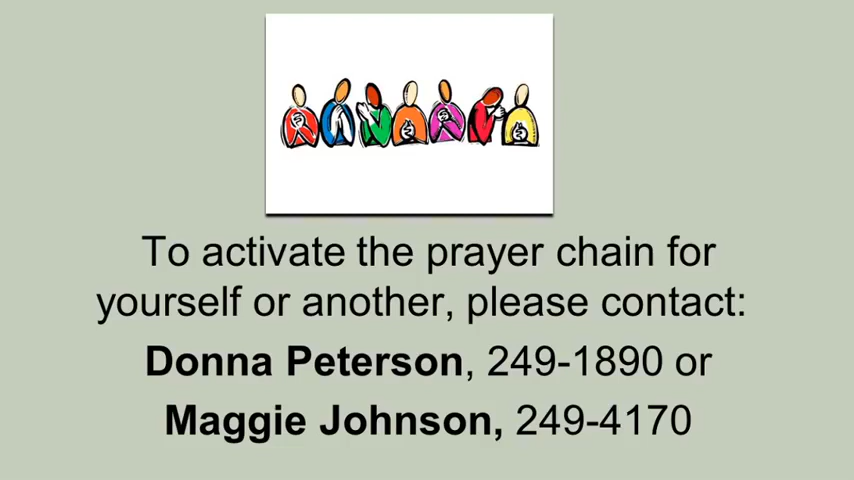 To activate the prayer chain for
yourself or another, please contact:
Donna Peterson, 249-1890 or
Maggie Johnson, 249-4170